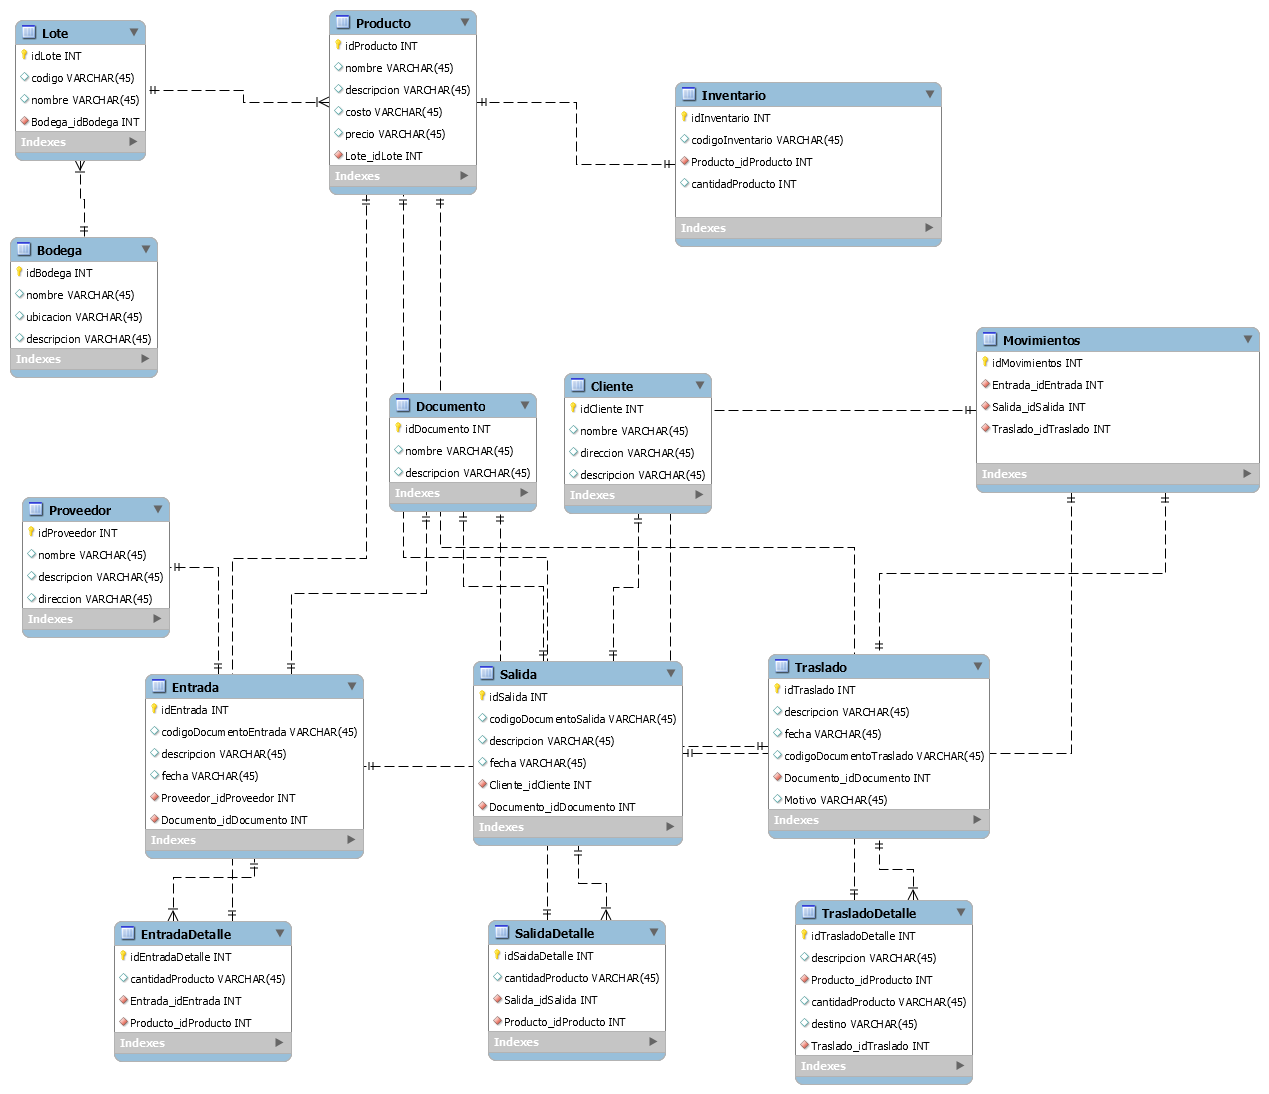 Lote
idLote INT
codigo VARCHAR(45)
nombre VARCHAR(45)
Bodega_idBodega INT
Indexes
Producto
idProducto INT
nombre VARCHAR(45)
descripcion VARCHAR(45)
costo VARCHAR(45)
precio VARCHAR(45)
Lote_idLote INT
Indexes
Inventario
idInventario INT
codigoInventario VARCHAR(45)
Producto_idProducto INT
cantidadProducto INT
Indexes
Bodega
idBodega INT
nombre VARCHAR(45)
ubicacion VARCHAR(45)
descripcion VARCHAR(45)
Indexes
Movimientos
idMovimientos INT
Entrada_idEntrada INT
Salida_idSalida INT
Traslado_idTraslado INT
Indexes
Documento
idDocumento INT
nombre VARCHAR(45)
descripcion VARCHAR(45)
Indexes
Cliente
idCliente INT
nombre VARCHAR(45)
direccion VARCHAR(45)
descripcion VARCHAR(45)
Indexes
Proveedor
idProveedor INT
nombre VARCHAR(45)
descripcion VARCHAR(45)
direccion VARCHAR(45)
Indexes
Entrada
idEntrada INT
codigoDocumentoEntrada VARCHAR(45)
descripcion VARCHAR(45)
fecha VARCHAR(45)
Proveedor_idProveedor INT
Documento_idDocumento INT
Indexes
Salida
idSalida INT
codigoDocumentoSalida VARCHAR(45)
descripcion VARCHAR(45)
fecha VARCHAR(45)
Cliente_idCliente INT
Documento_idDocumento INT
Indexes
Traslado
idTraslado INT
descripcion VARCHAR(45)
fecha VARCHAR(45)
codigoDocumentoTraslado VARCHAR(45)
Documento_idDocumento INT
Motivo VARCHAR(45)
Indexes
EntradaDetalle
idEntradaDetalle INT
cantidadProducto VARCHAR(45)
Entrada_idEntrada INT
Producto_idProducto INT
Indexes
SalidaDetalle
idSaidaDetalle INT
cantidadProducto VARCHAR(45)
Salida_idSalida INT
Producto_idProducto INT
Indexes
TrasladoDetalle
idTrasladoDetalle INT
descripcion VARCHAR(45)
Producto_idProducto INT
cantidadProducto VARCHAR(45)
destino VARCHAR(45)
Traslado_idTraslado INT
Indexes